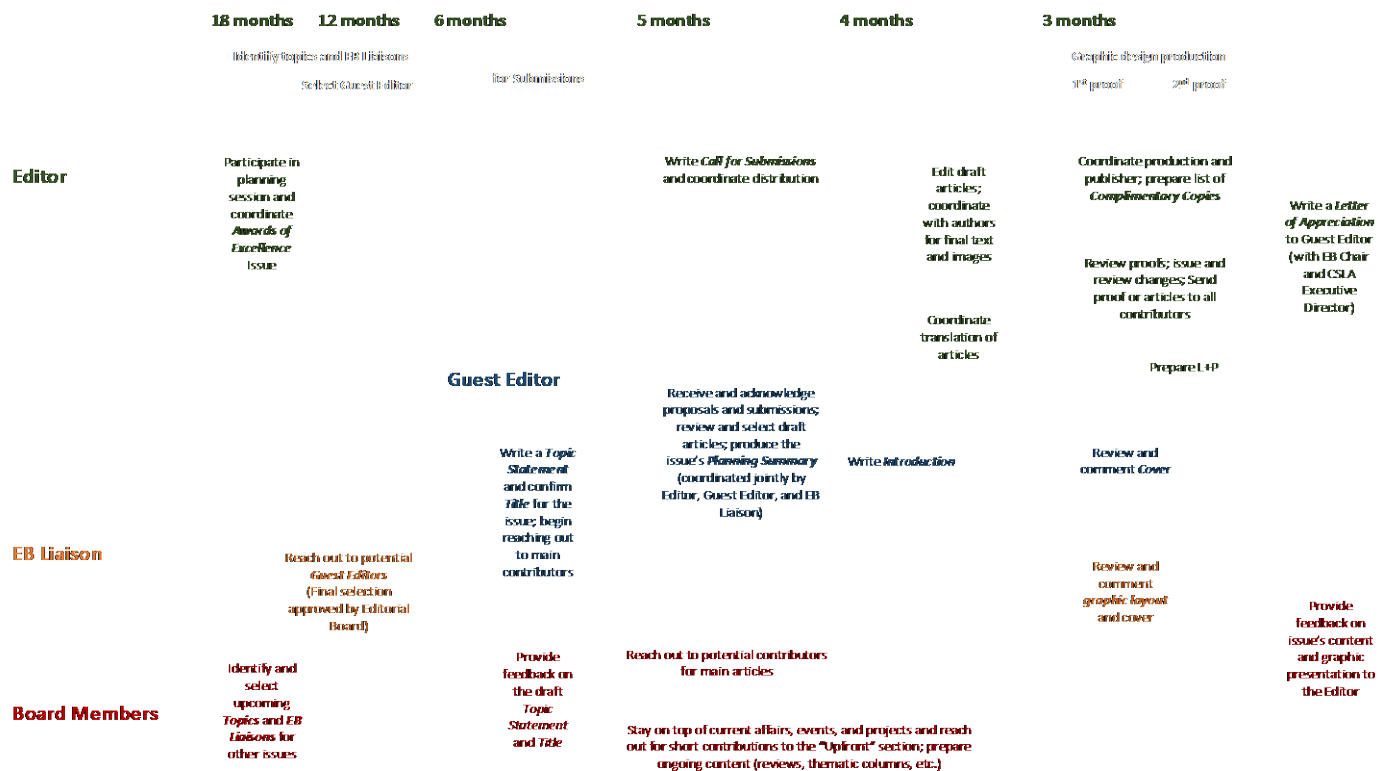 18 months 12 months 6 months 5 months 4 months 3 months
Identify topics and EB Liaisons
Select Guest Editor
for Submissions
Graphic design production
1st proof 2nd proof
Editor
Participate in
planning
session and
coordinate
Awards of
Excellence
Issue
Write Call for Submissions
and coordinate distribution
Edit draft
articles;
coordinate
with authors
for final text
and images
Coordinate
translation of
articles
Coordinate production and
publisher; prepare list of
Complimentary Copies
Review proofs; issue and
review changes; Send
proof or articles to all
contributors
Prepare L+P
Write a Letter
of Appreciation
to Guest Editor
(with EB Chair
and CSLA
Executive
Director)
Guest Editor
Write a Topic
Statement
and confirm
Title for the
issue; begin
reaching out
to main
contributors
Receive and acknowledge
proposals and submissions;
review and select draft
articles; produce the
issue's Planning Summary
(coordinated jointly by
Editor, Guest Editor, and EB
Liaison)
Write Introduction
Review and
comment Cover
EB Liaison
Reach out to potential
Guest Editors
(Final selection
approved by Editorial
Board)
Review and
comment
graphic layout
and cover
Board Members
Identify and
select
upcoming
Topics and EB
Liaisons for
other issues
Provide
feedback on
the draft
Topic
Statement
and Title
Reach out to potential contributors
for main articles
Stay on top of current affairs, events, and projects and reach
out for short contributions to the "Upfront" section; prepare
ongoing content (reviews, thematic columns, etc.)
Provide
feedback on
issue's content
and graphic
presentation to
the Editor